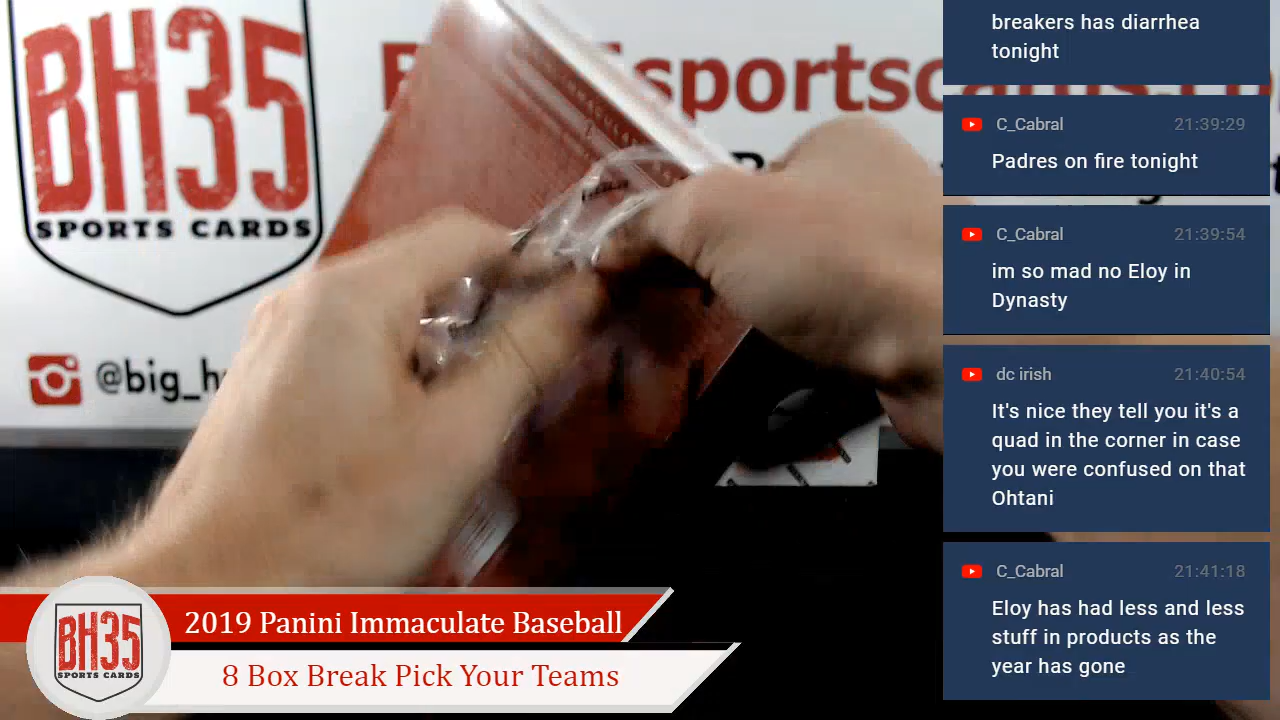 BH35
SPORTS CARDS
sportscards.co
IMMACULATE
@big_h
breakers has diarrhea
tonight
C_Cabral 21:39:29
Padres on fire tonight
C_Cabral 21:39:54
im so mad no Eloy in
Dynasty
dc irish 21:40:54
It's nice they tell you it's a
quad in the corner in case
you were confused on that
Ohtani
C_Cabral 21:41:18
Eloy has had less and less
stuff in products as the
year has gone
BH35
SPORTS CARDS
2019 Panini Immaculate Baseball
8 Box Break Pick Your Teams